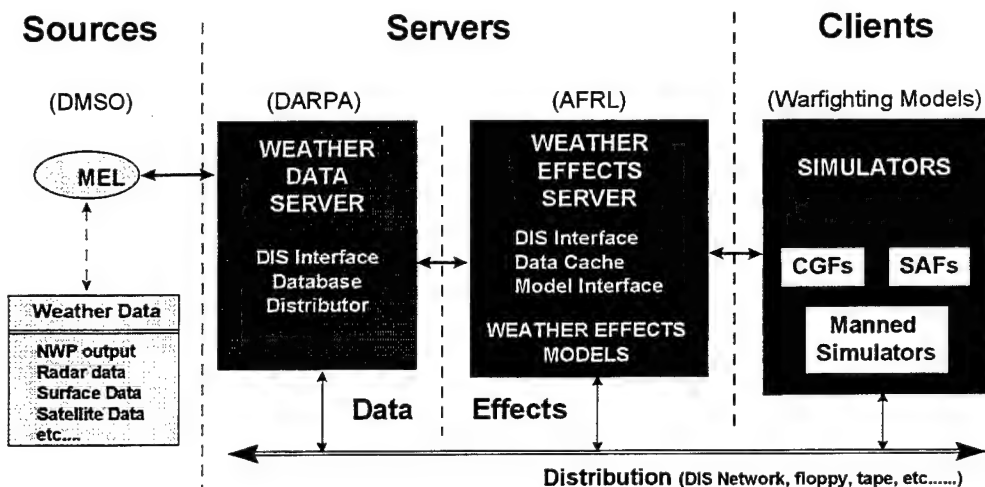 Sources
Servers
Clients
(DMSO)
(DARPA)
(AFRL)
(Warfighting Models)
MEL
Weather Data
NWP output
Radar data
Surface Data
Satellite Data
etc....
WEATHER
DATA
SERVER
DIS Interface
Database
Distributor
WEATHER
EFFECTS
SERVER
DIS Interface
Data Cache
Model Interface
WEATHER EFFECTS
MODELS
SIMULATORS
CGFs
SAFs
Manned
Simulators
Data
Effects
Distribution (DIS Network, floppy, tape, etc......)